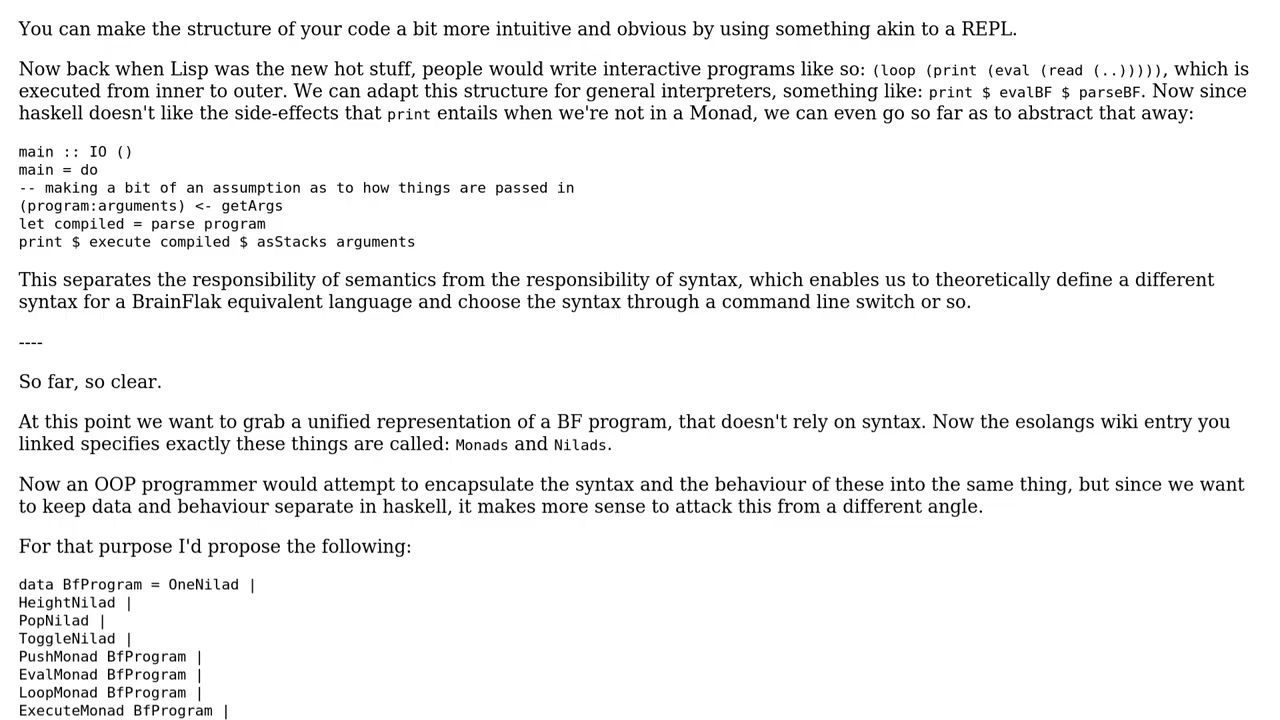 You can make the structure of your code a bit more intuitive and obvious by using something akin to a REPL.
Now back when Lisp was the new hot stuff, people would write interactive programs like so: (loop (print (eval (read (..))))), which is
executed from inner to outer. We can adapt this structure for general interpreters, something like: print $ evalBF $ parseBF. Now since
haskell doesn't like the side-effects that print entails when we're not in a Monad, we can even go so far as to abstract that away:
main :: IO ()
main = do
-- making a bit of an assumption as to how things are passed in
(program:arguments) <- getArgs
let compiled = parse program
print $ execute compiled $ asStacks arguments
This separates the responsibility of semantics from the responsibility of syntax, which enables us to theoretically define a different
syntax for a BrainFlak equivalent language and choose the syntax through a command line switch or so.
----
So far, so clear.
At this point we want to grab a unified representation of a BF program, that doesn't rely on syntax. Now the esolangs wiki entry you
linked specifies exactly these things are called: Monads and Nilads.
Now an OOP programmer would attempt to encapsulate the syntax and the behaviour of these into the same thing, but since we want
to keep data and behaviour separate in haskell, it makes more sense to attack this from a different angle.
For that purpose I'd propose the following:
data BfProgram = OneNilad |
HeightNilad |
PopNilad |
ToggleNilad |
PushMonad BfProgram |
EvalMonad BfProgram |
LoopMonad BfProgram |
ExecuteMonad BfProgram |